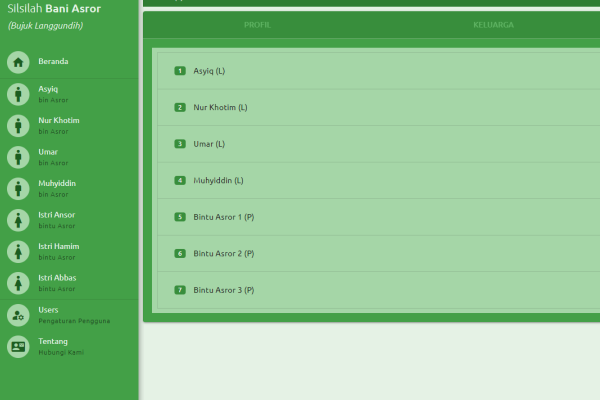 Silsilah Bani Asror
(Bujuk Langgundih)
Beranda
Asyiq
bin Asror
Nur Khotim
bin Asror
Umar
bin Asror
Muhyiddin
bin Asror
Istri Ansor
bintu Asror
Istri Hamim
bintu Asror
Istri Abbas
bintu Asror
Users
Pengaturan Pengguna
Tentang
Hubungi Kami
PROFIL KELUARGA
1 Asyiq (L)
2 Nur Khotim (L)
3 Umar (L)
4 Muhyiddin (L)
5 Bintu Asror 1 (P)
6 Bintu Asror 2 (P)
7 Bintu Asror 3 (P)